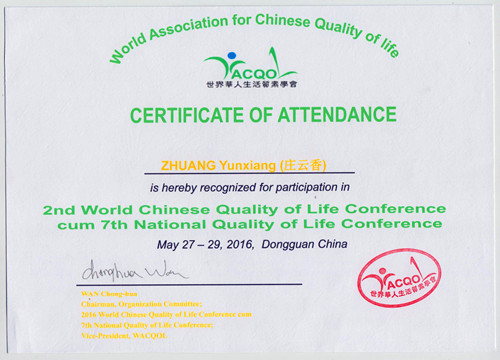 World Association for Chinese Quality of life
WACQOL
世界華人生活質素學會
CERTIFICATE OF ATTENDANCE
ZHUANG Yunxiang (庄云香)
is hereby recognized for participation in
2nd World Chinese Quality of Life Conference
cum 7th National Quality of Life Conference
May 27 – 29, 2016, Dongguan China
Chonghua Wan
WAN Chong-hua
Chairman, Organization Committee;
2016 World Chinese Quality of Life Conference cum
7th National Quality of Life Conference;
Vice-President, WACQOL
WACQOL
世界華人生活質素學會